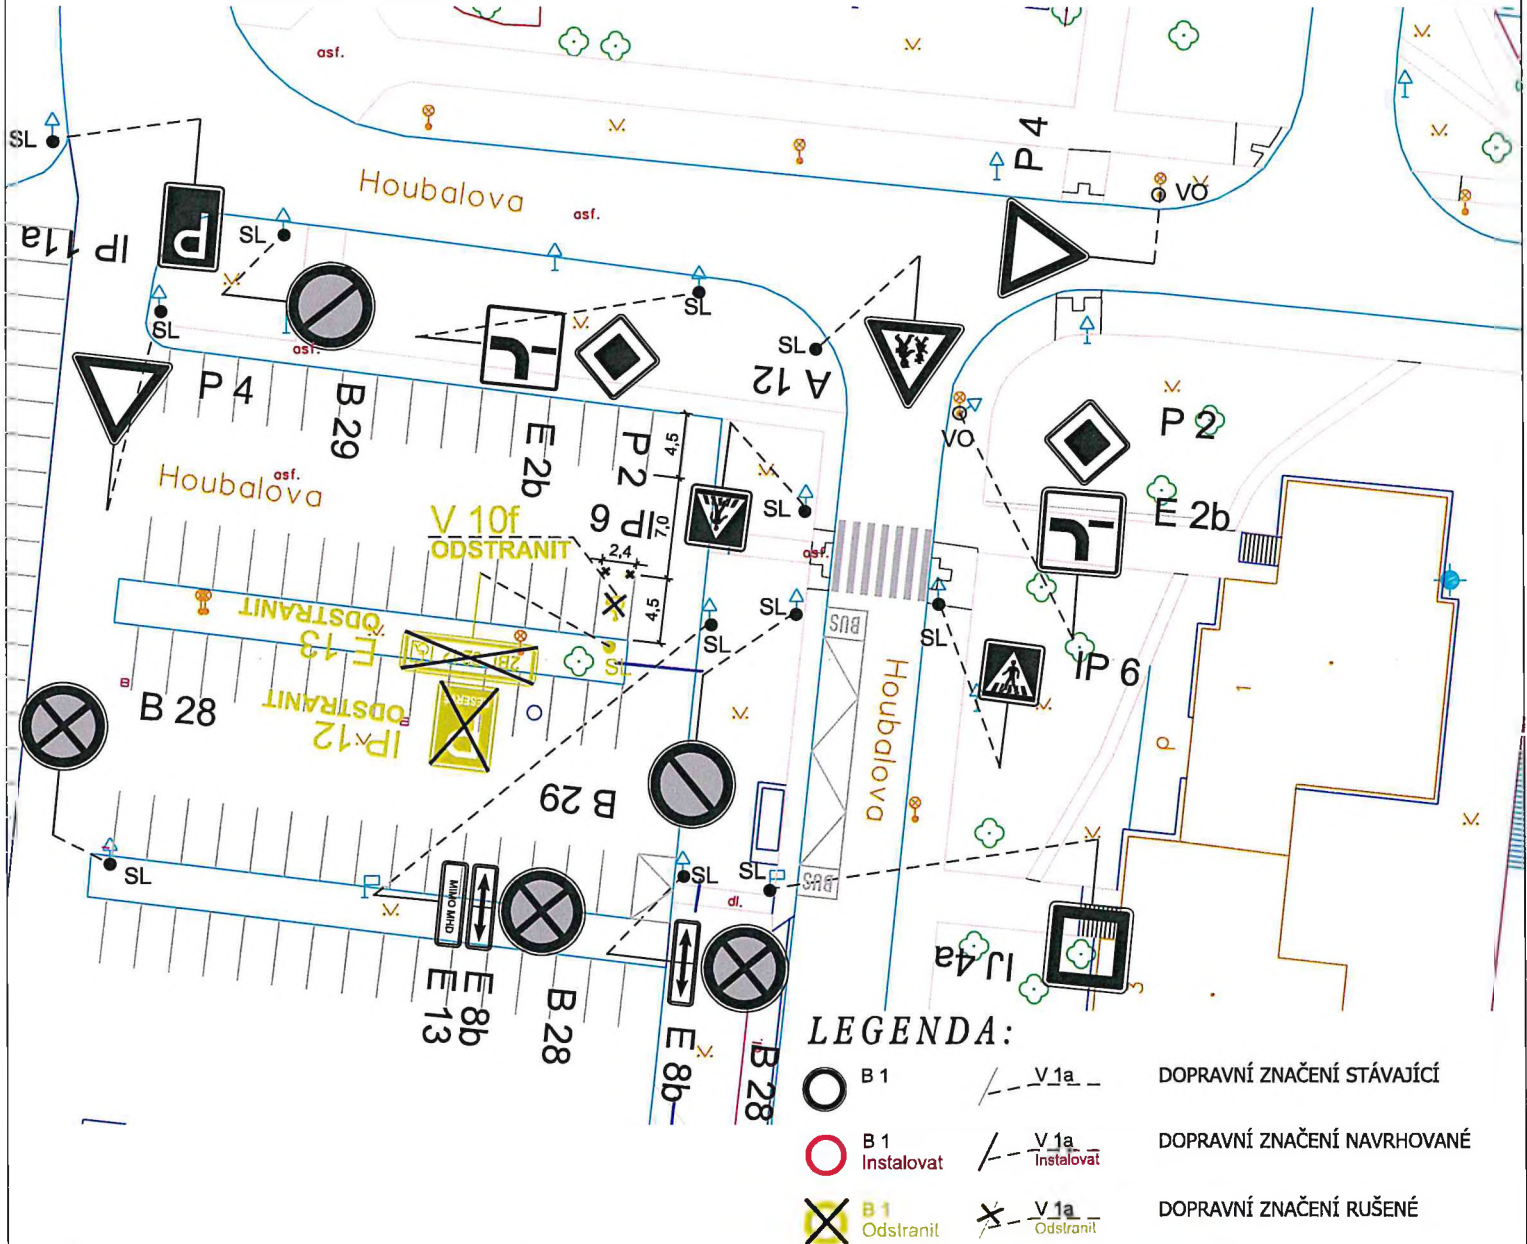 asf.
P 4
SL
VO
Houbalova
asf.
SL
IP 11a
P
SL
SL
asf.
SL
A 12
P 4
B 29
E 2b
P 2
4,5
VO
P 2
Houbalova
asf.
V 10f
ODSTRANIT
IP 6
7,0
SL
E 2b
asf.
2,4
4,5
ODSTRANIT
E 13
SL
SL
SL
BUS
SL
IP 6
B 28
ODSTRANIT
IP 12
Houbalova
1
P
B 29
SL
SL
SL
BUS
MIMO MHD
dl.
IJ4a
3
E 13
E 8b
B 28
E 8b
B 28
LEGENDA:
B 1
V 1a
DOPRAVNÍ ZNAČENÍ STÁVAJÍCÍ
B 1
Instalovat
V 1a
Instalovat
DOPRAVNÍ ZNAČENÍ NAVRHOVANÉ
B 1
Odstranit
V 1a
Odstranit
DOPRAVNÍ ZNAČENÍ RUŠENÉ